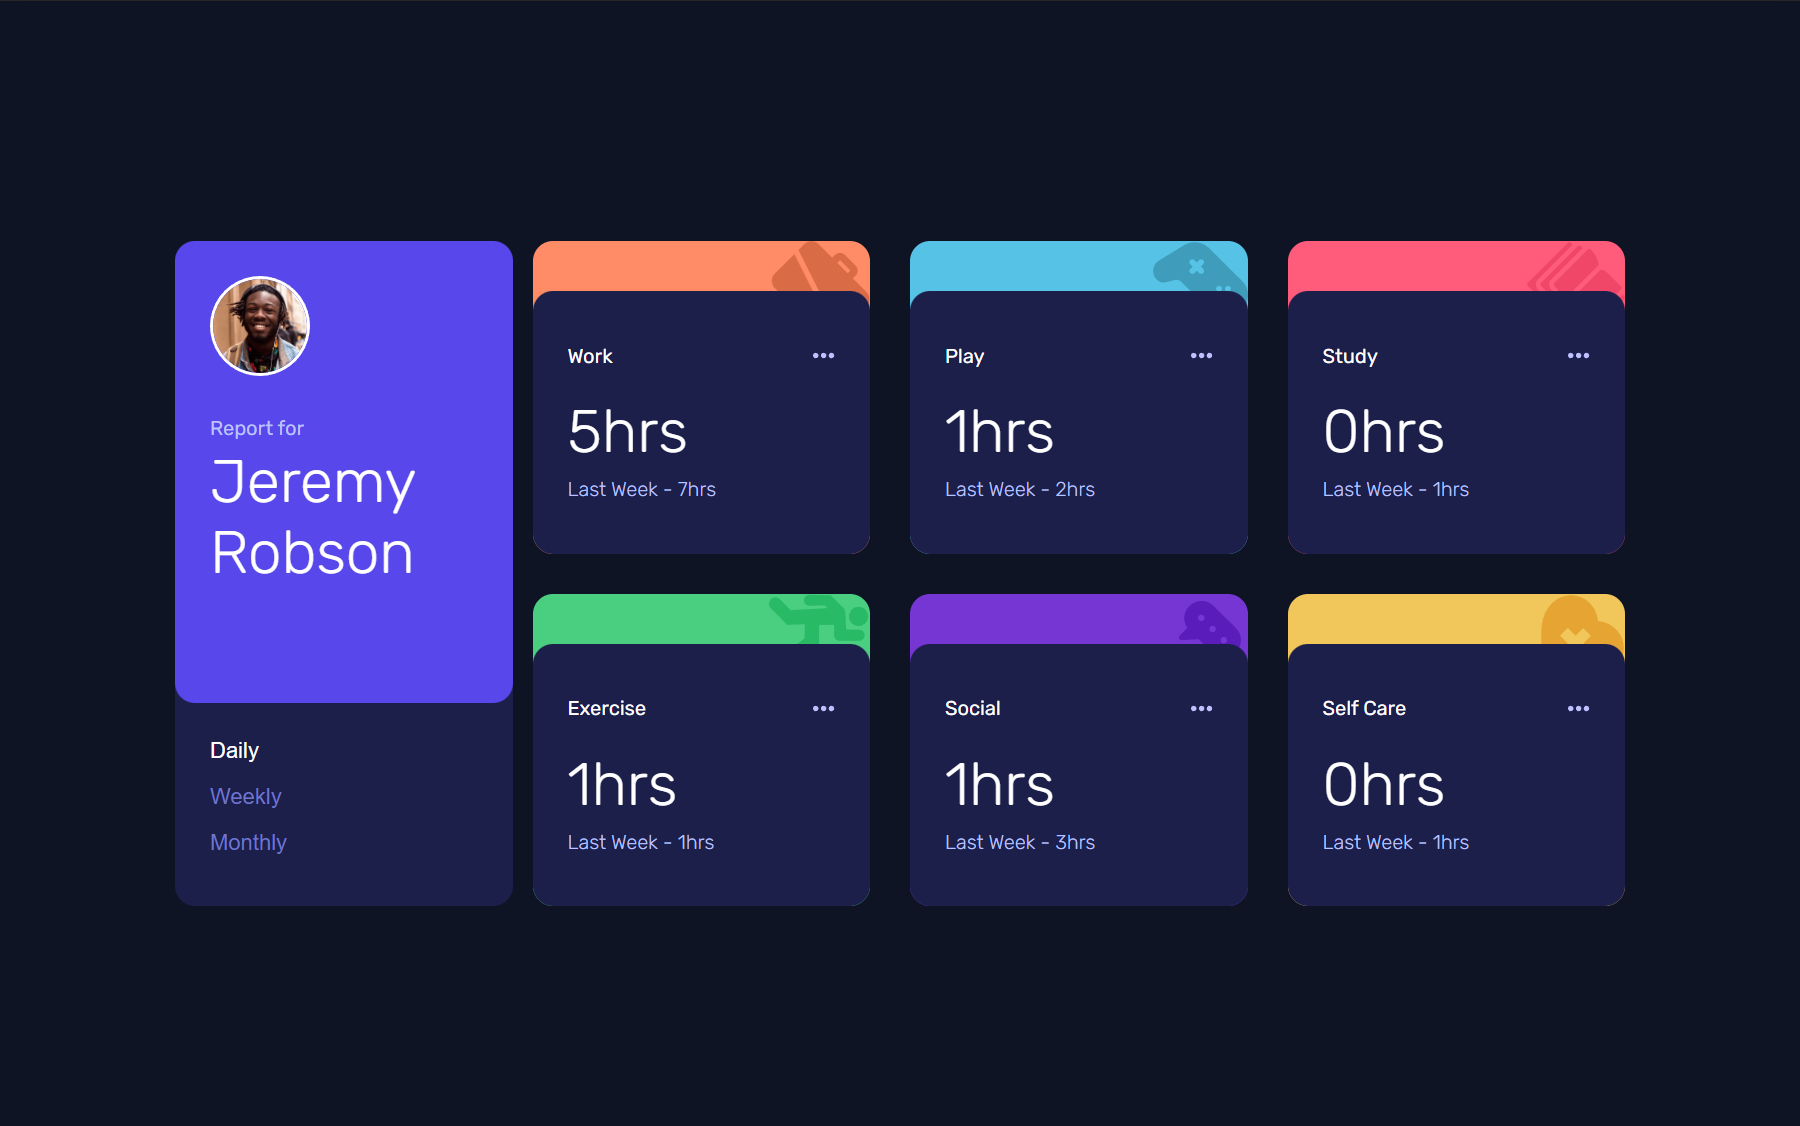 Report for
Jeremy
Robson
Daily
Weekly
Monthly
Work
5hrs
Last Week - 7hrs
Play
1hrs
Last Week - 2hrs
Study
0hrs
Last Week - 1hrs
Exercise
1hrs
Last Week - 1hrs
Social
1hrs
Last Week - 3hrs
Self Care
0hrs
Last Week - 1hrs